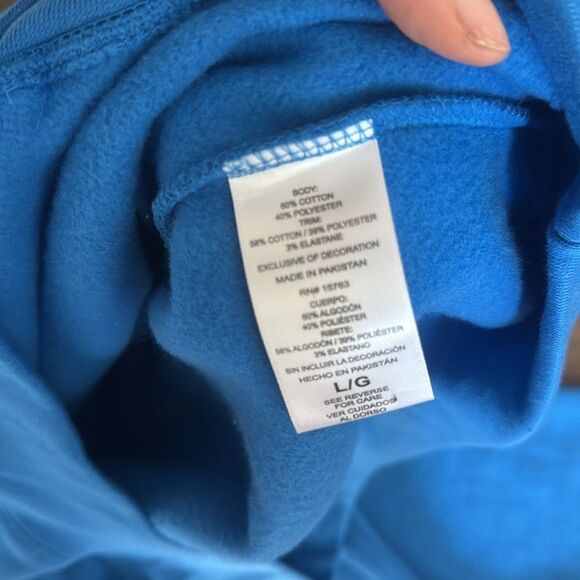 BODY:
60% COTTON
40% POLYESTER
TRIM:
58% COTTON / 39% POLYESTER
3% ELASTANE
EXCLUSIVE OF DECORATION
MADE IN PAKISTAN
RN# 15763
CUERPO:
60% ALGODÓN
40% POLIÉSTER
RIBETE:
58% ALGODÓN / 39% POLIÉSTER
3% ELASTANO
SIN INCLUIR LA DECORACIÓN
HECHO EN PAKISTÁN
L/G
SEE REVERSE
FOR CARE
VER CUIDADOS
AL DORSO